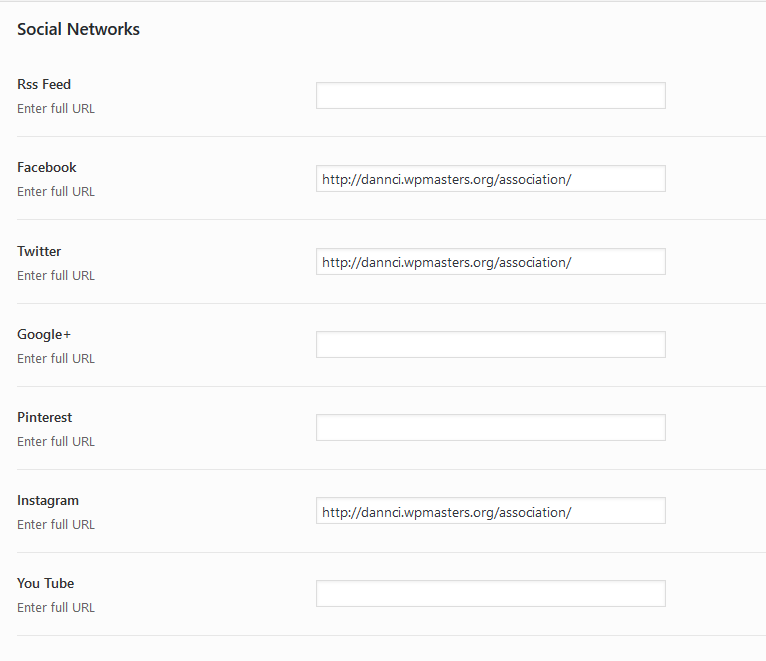 Social Networks
Rss Feed
Enter full URL
Facebook
Enter full URL
http://dannci.wpmasters.org/association/
Twitter
Enter full URL
http://dannci.wpmasters.org/association/
Google+
Enter full URL
Pinterest
Enter full URL
Instagram
Enter full URL
http://dannci.wpmasters.org/association/
You Tube
Enter full URL